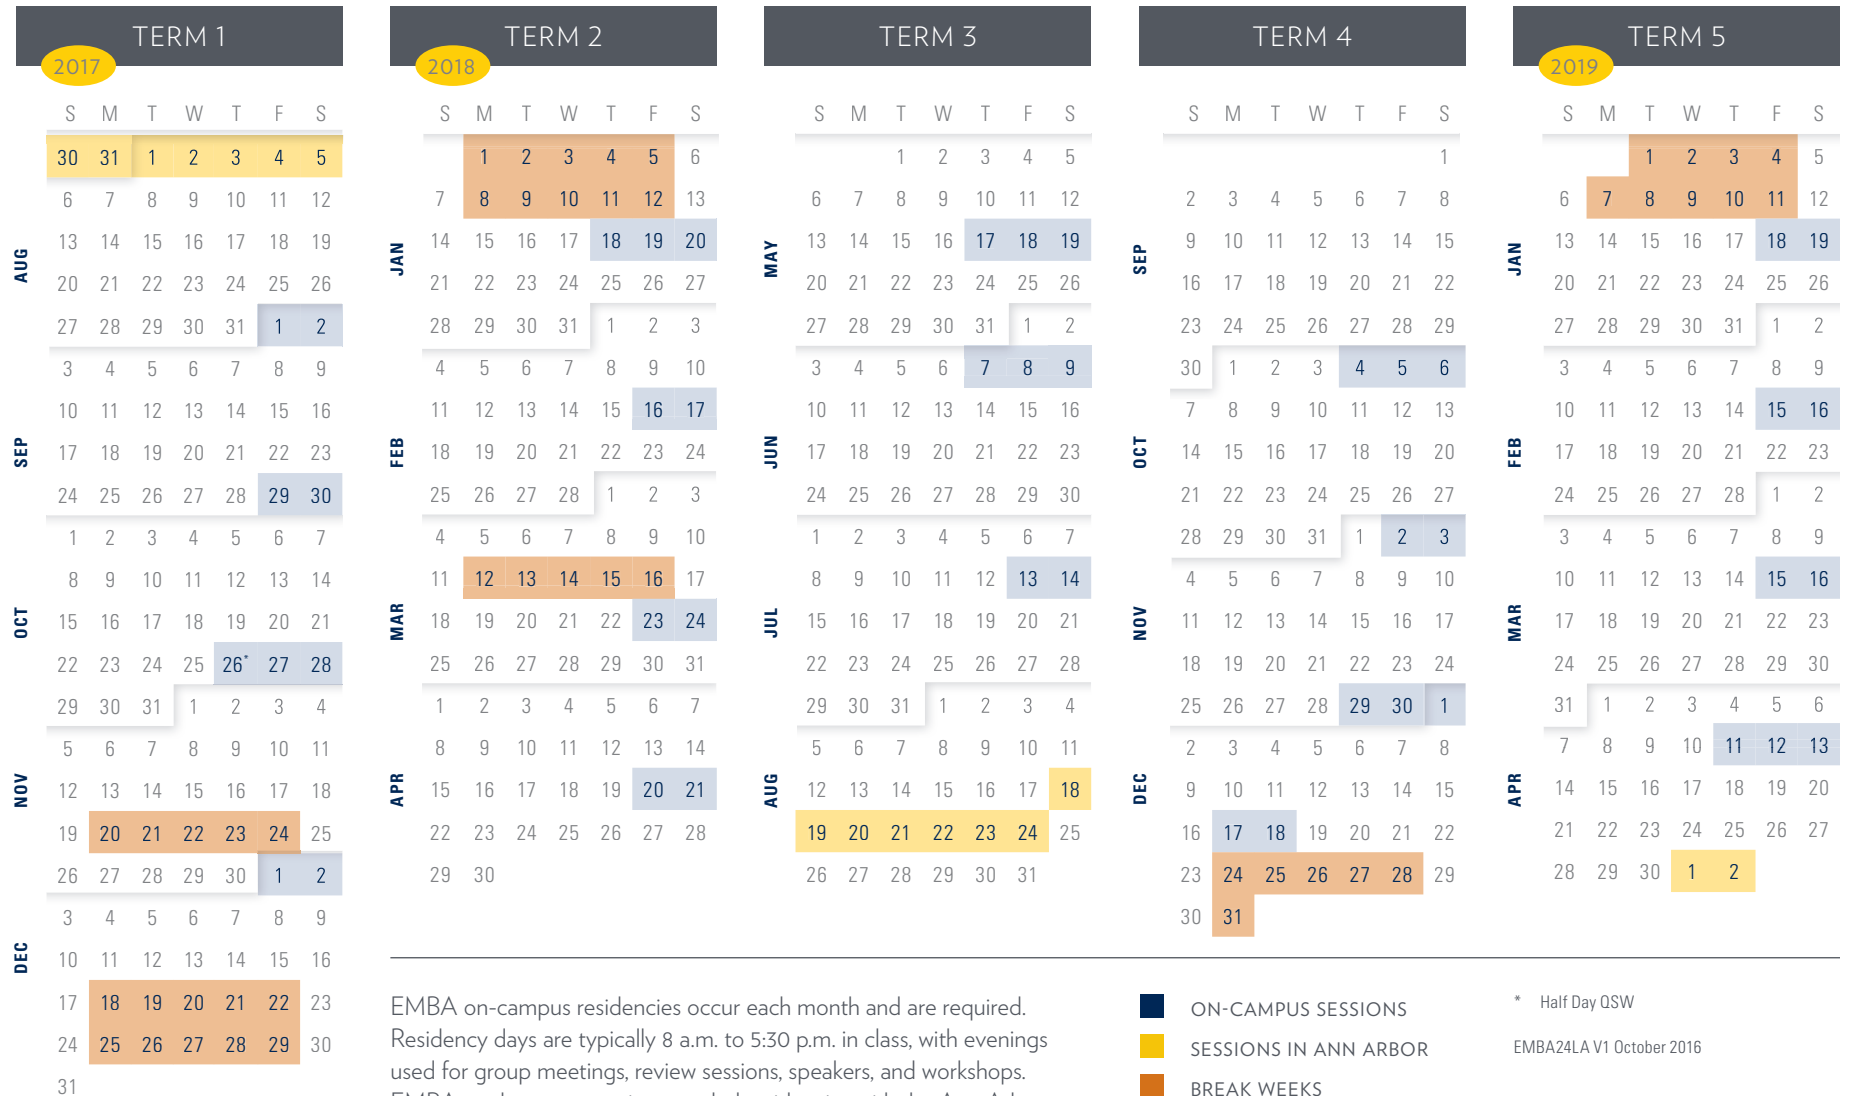 TERM 1
2017
S M T W T F S
30 31 1 2 3 4 5
6 7 8 9 10 11 12
AUG
13 14 15 16 17 18 19
20 21 22 23 24 25 26
27 28 29 30 31 1 2
3 4 5 6 7 8 9
10 11 12 13 14 15 16
SEP
17 18 19 20 21 22 23
24 25 26 27 28 29 30
1 2 3 4 5 6 7
8 9 10 11 12 13 14
OCT
15 16 17 18 19 20 21
22 23 24 25 26* 27 28
29 30 31 1 2 3 4
5 6 7 8 9 10 11
NOV
12 13 14 15 16 17 18
19 20 21 22 23 24 25
26 27 28 29 30 1 2
3 4 5 6 7 8 9
DEC
10 11 12 13 14 15 16
17 18 19 20 21 22 23
24 25 26 27 28 29 30
31
TERM 2
2018
S M T W T F S
1 2 3 4 5 6
7 8 9 10 11 12 13
JAN
14 15 16 17 18 19 20
21 22 23 24 25 26 27
28 29 30 31 1 2 3
4 5 6 7 8 9 10
11 12 13 14 15 16 17
FEB
18 19 20 21 22 23 24
25 26 27 28 1 2 3
4 5 6 7 8 9 10
11 12 13 14 15 16 17
MAR
18 19 20 21 22 23 24
25 26 27 28 29 30 31
1 2 3 4 5 6 7
8 9 10 11 12 13 14
APR
15 16 17 18 19 20 21
22 23 24 25 26 27 28
29 30
TERM 3
S M T W T F S
1 2 3 4 5
6 7 8 9 10 11 12
MAY
13 14 15 16 17 18 19
20 21 22 23 24 25 26
27 28 29 30 31 1 2
3 4 5 6 7 8 9
10 11 12 13 14 15 16
JUN
17 18 19 20 21 22 23
24 25 26 27 28 29 30
1 2 3 4 5 6 7
8 9 10 11 12 13 14
JUL
15 16 17 18 19 20 21
22 23 24 25 26 27 28
29 30 31 1 2 3 4
5 6 7 8 9 10 11
AUG
12 13 14 15 16 17 18
19 20 21 22 23 24 25
26 27 28 29 30 31
TERM 4
S M T W T F S
1
2 3 4 5 6 7 8
SEP
9 10 11 12 13 14 15
16 17 18 19 20 21 22
23 24 25 26 27 28 29
30 1 2 3 4 5 6
7 8 9 10 11 12 13
OCT
14 15 16 17 18 19 20
21 22 23 24 25 26 27
28 29 30 31 1 2 3
4 5 6 7 8 9 10
NOV
11 12 13 14 15 16 17
18 19 20 21 22 23 24
25 26 27 28 29 30 1
2 3 4 5 6 7 8
DEC
9 10 11 12 13 14 15
16 17 18 19 20 21 22
23 24 25 26 27 28 29
30 31
TERM 5
2019
S M T W T F S
1 2 3 4 5
6 7 8 9 10 11 12
JAN
13 14 15 16 17 18 19
20 21 22 23 24 25 26
27 28 29 30 31 1 2
3 4 5 6 7 8 9
10 11 12 13 14 15 16
FEB
17 18 19 20 21 22 23
24 25 26 27 28 1 2
3 4 5 6 7 8 9
10 11 12 13 14 15 16
MAR
17 18 19 20 21 22 23
24 25 26 27 28 29 30
31 1 2 3 4 5 6
7 8 9 10 11 12 13
APR
14 15 16 17 18 19 20
21 22 23 24 25 26 27
28 29 30 1 2
EMBA on-campus residencies occur each month and are required.
Residency days are typically 8 a.m. to 5:30 p.m. in class, with evenings
used for group meetings, review sessions, speakers, and workshops.
ON-CAMPUS SESSIONS
SESSIONS IN ANN ARBOR
BREAK WEEKS
* Half Day QSW
EMBA24LA V1 October 2016